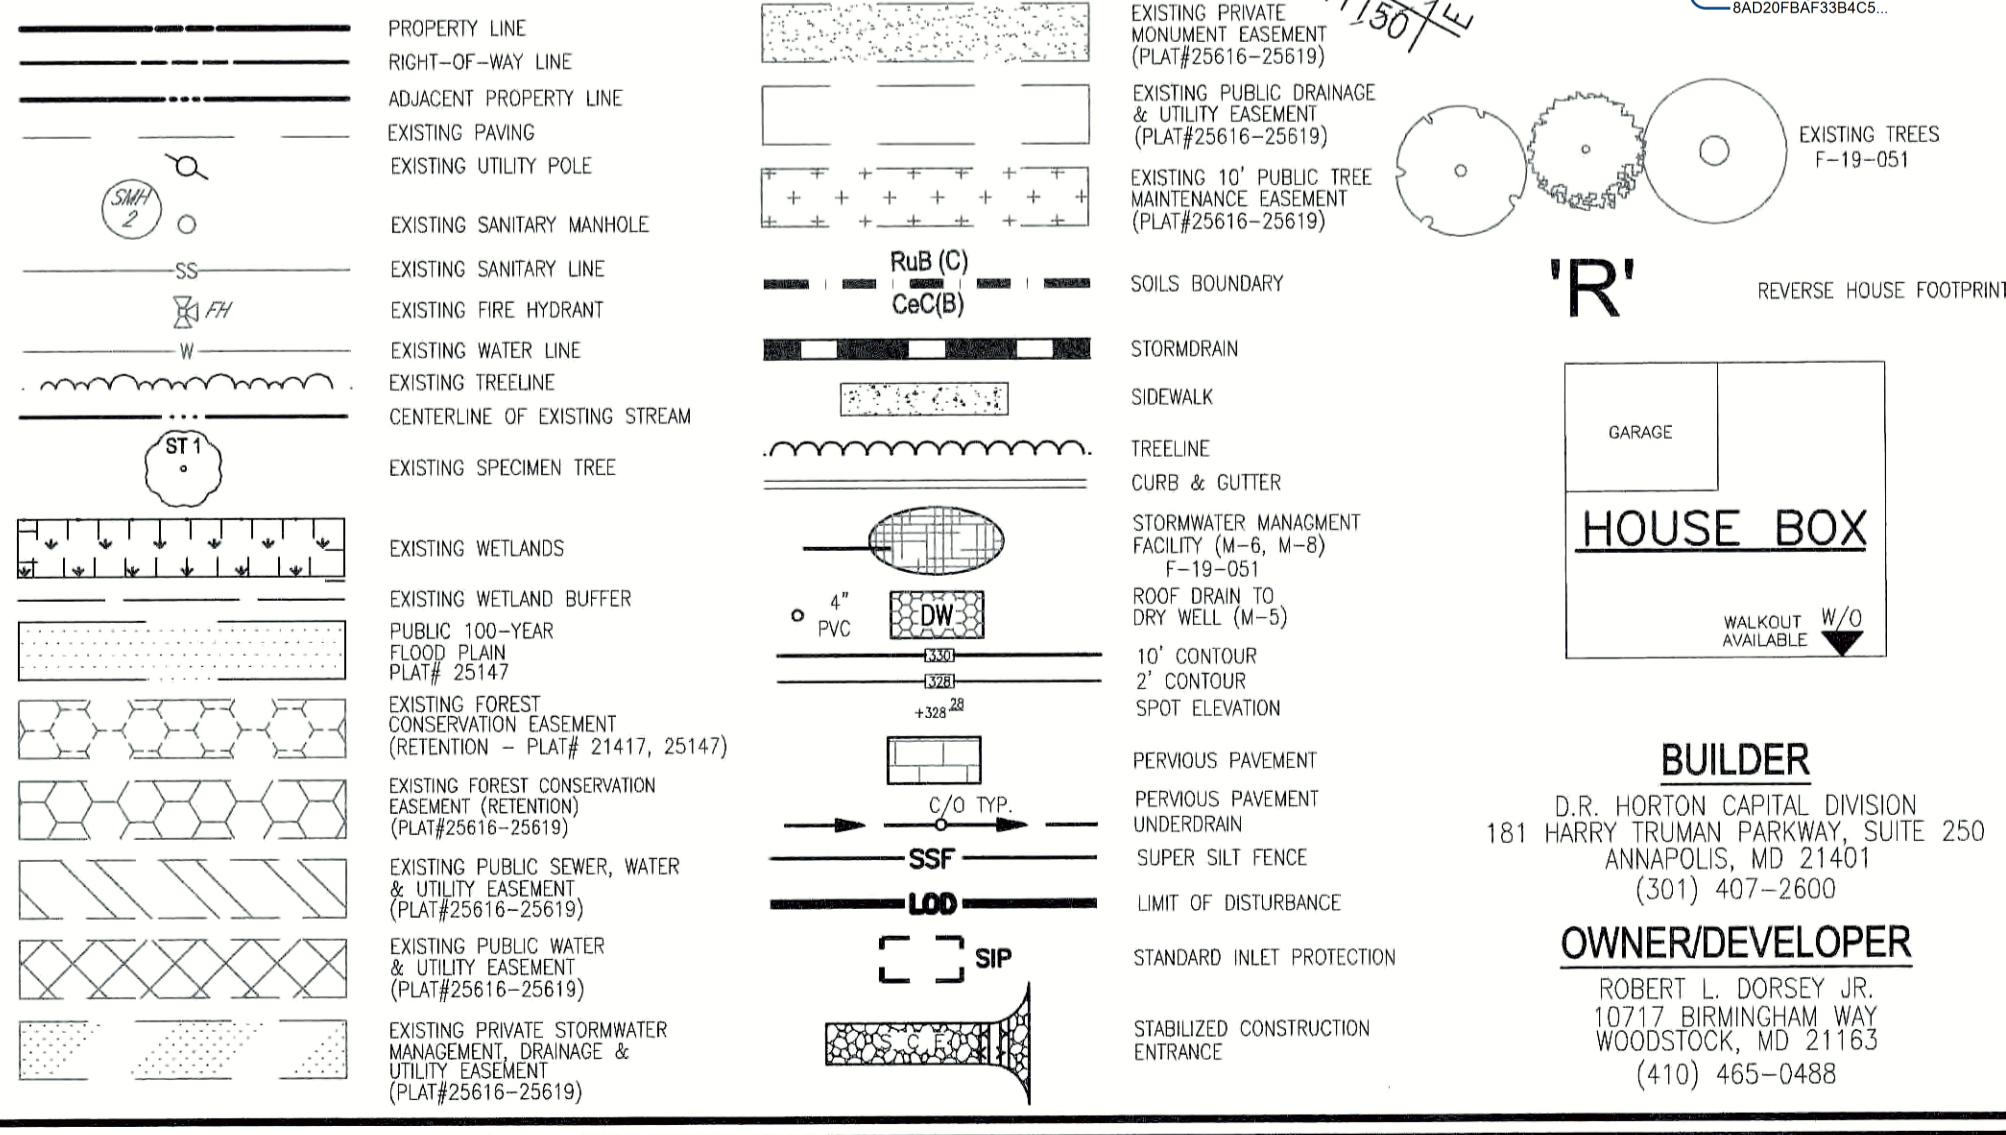 PROPERTY LINE
RIGHT-OF-WAY LINE
ADJACENT PROPERTY LINE
EXISTING PAVING
EXISTING UTILITY POLE
SMH
2
EXISTING SANITARY MANHOLE
SS
EXISTING SANITARY LINE
FH
EXISTING FIRE HYDRANT
W
EXISTING WATER LINE
EXISTING TREELINE
CENTERLINE OF EXISTING STREAM
ST 1
EXISTING SPECIMEN TREE
EXISTING WETLANDS
EXISTING WETLAND BUFFER
PUBLIC 100-YEAR
FLOOD PLAIN
PLAT# 25147
EXISTING FOREST
CONSERVATION EASEMENT
(RETENTION - PLAT# 21417, 25147)
EXISTING FOREST CONSERVATION
EASEMENT (RETENTION)
(PLAT#25616-25619)
EXISTING PUBLIC SEWER, WATER
& UTILITY EASEMENT
(PLAT#25616-25619)
EXISTING PUBLIC WATER
& UTILITY EASEMENT
(PLAT#25616-25619)
EXISTING PRIVATE STORMWATER
MANAGEMENT, DRAINAGE &
UTILITY EASEMENT
(PLAT#25616-25619)
EXISTING PRIVATE
MONUMENT EASEMENT
(PLAT#25616-25619)
EXISTING PUBLIC DRAINAGE
& UTILITY EASEMENT
(PLAT#25616-25619)
EXISTING 10' PUBLIC TREE
MAINTENANCE EASEMENT
(PLAT#25616-25619)
RuB (C)
CeC(B)
SOILS BOUNDARY
STORMDRAIN
SIDEWALK
TREELINE
CURB & GUTTER
STORMWATER MANAGMENT
FACILITY (M-6, M-8)
F-19-051
4"
PVC
DW
ROOF DRAIN TO
DRY WELL (M-5)
330
10' CONTOUR
328
2' CONTOUR
+328.28
SPOT ELEVATION
PERVIOUS PAVEMENT
C/O TYP.
PERVIOUS PAVEMENT
UNDERDRAIN
SSF
SUPER SILT FENCE
LOD
LIMIT OF DISTURBANCE
SIP
STANDARD INLET PROTECTION
S C E
STABILIZED CONSTRUCTION
ENTRANCE
8AD20FBAF33B4C5...
EXISTING TREES
F-19-051
'R'
REVERSE HOUSE FOOTPRINT
GARAGE
HOUSE BOX
WALKOUT W/O
AVAILABLE
BUILDER
D.R. HORTON CAPITAL DIVISION
181 HARRY TRUMAN PARKWAY, SUITE 250
ANNAPOLIS, MD 21401
(301) 407-2600
OWNER/DEVELOPER
ROBERT L. DORSEY JR.
10717 BIRMINGHAM WAY
WOODSTOCK, MD 21163
(410) 465-0488